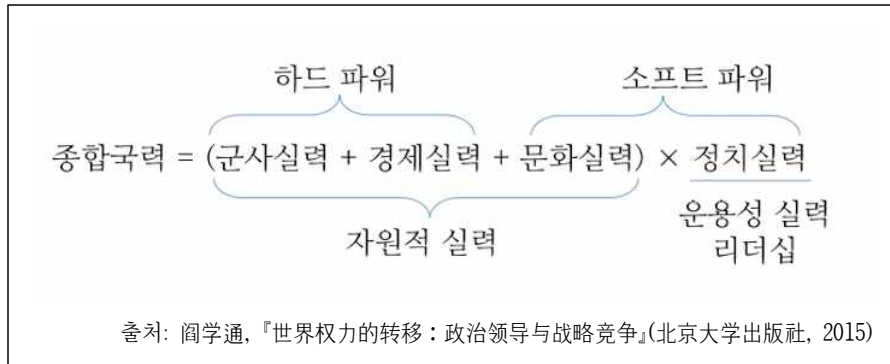 하드 파워 소프트 파워
종합국력 = (군사실력 + 경제실력 + 문화실력) × 정치실력
자원적 실력 운용성 실력
리더십
출처: 阎学通,『世界权力的转移：政治领导与战略竞争』(北京大学出版社, 2015)